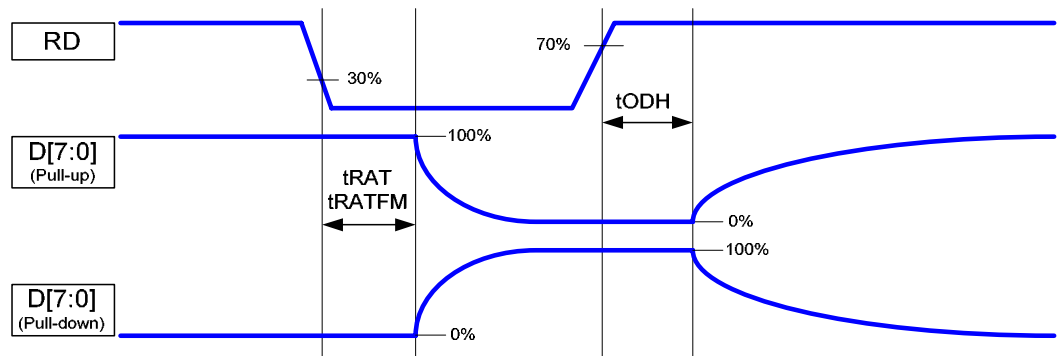 RD
30%
70%
tODH
D[7:0]
(Pull-up)
100%
tRAT
tRATFM
0%
100%
D[7:0]
(Pull-down)
0%